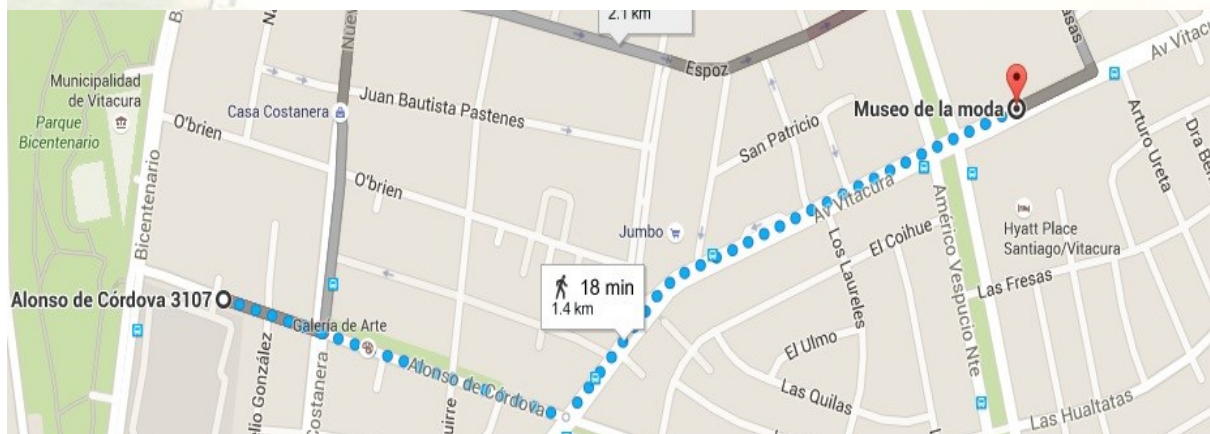 2.1 km
Espoz
Av Vitacura
Municipalidad
de Vitacura
Parque
Bicentenario
O'brien
Casa Costanera
Juan Bautista Pastenes
Museo de la moda
San Patricio
Arturo Ureta
Bicentenario
O'brien
Jumbo
Av Vitacura
El Coihue
Américo Vespucio Nte
Hyatt Place
Santiago/Vitacura
Los Laureles
Las Fresas
18 min
1.4 km
Alonso de Córdova 3107
Galería de Arte
El Ulmo
Alonso de Córdova
Costanera
Las Quilas
Las Hualtatas